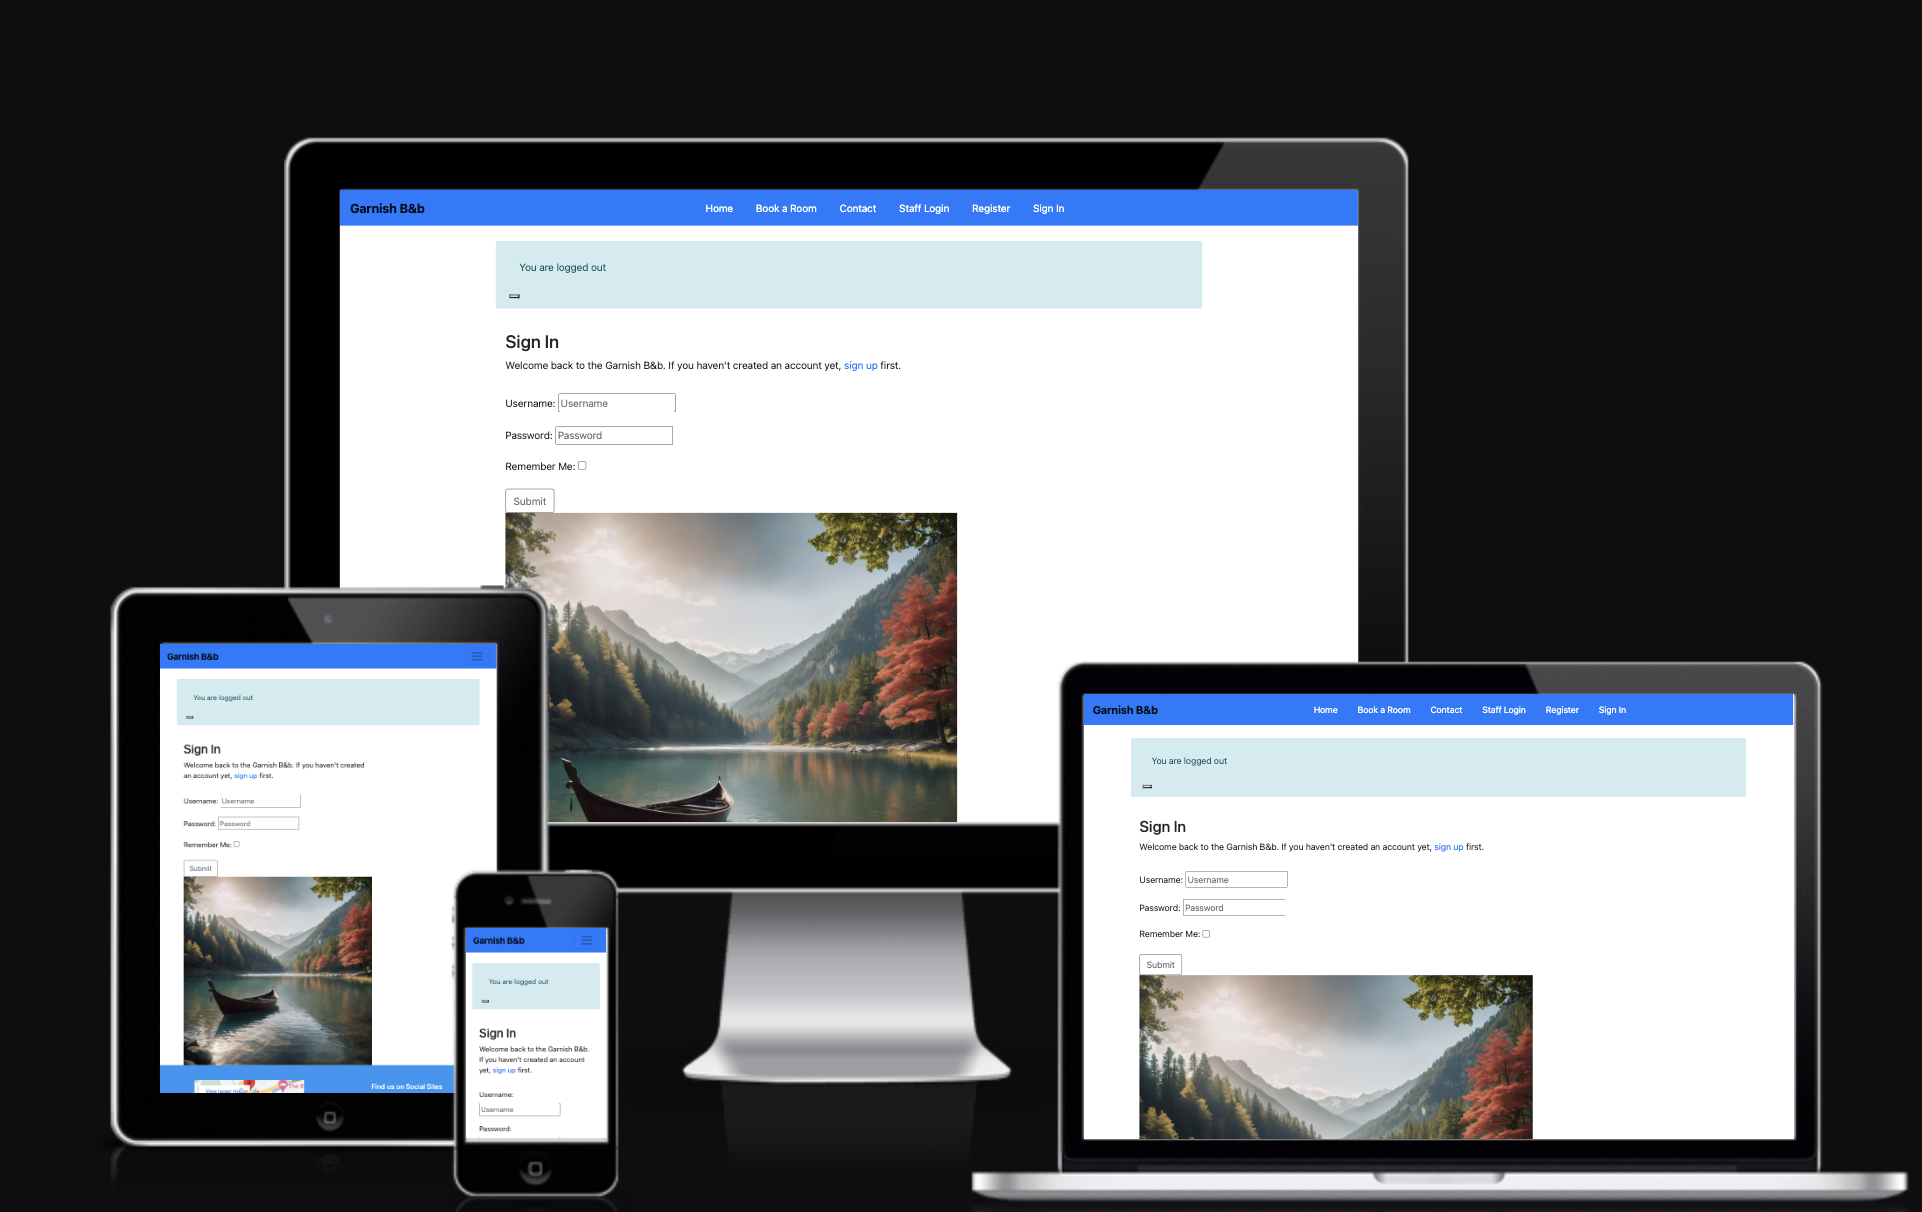 Garnish B&b
Home Book a Room Contact Staff Login Register Sign In
You are logged out
Sign In
Welcome back to the Garnish B&b. If you haven't created an account yet, sign up first.
Username: Username
Password: Password
Remember Me:
Submit
Garnish B&b
You are logged out
Sign In
Welcome back to the Garnish B&b. If you haven't created
an account yet, sign up first.
Username: Username
Password: Password
Remember Me:
Submit
The R
Find us on Social Sites
Garnish B&b
You are logged out
Sign In
Welcome back to the Garnish B&b.
If you haven't created an account
yet, sign up first.
Username:
Username
Password:
Garnish B&b
Home Book a Room Contact Staff Login Register Sign In
You are logged out
Sign In
Welcome back to the Garnish B&b. If you haven't created an account yet, sign up first.
Username: Username
Password: Password
Remember Me:
Submit